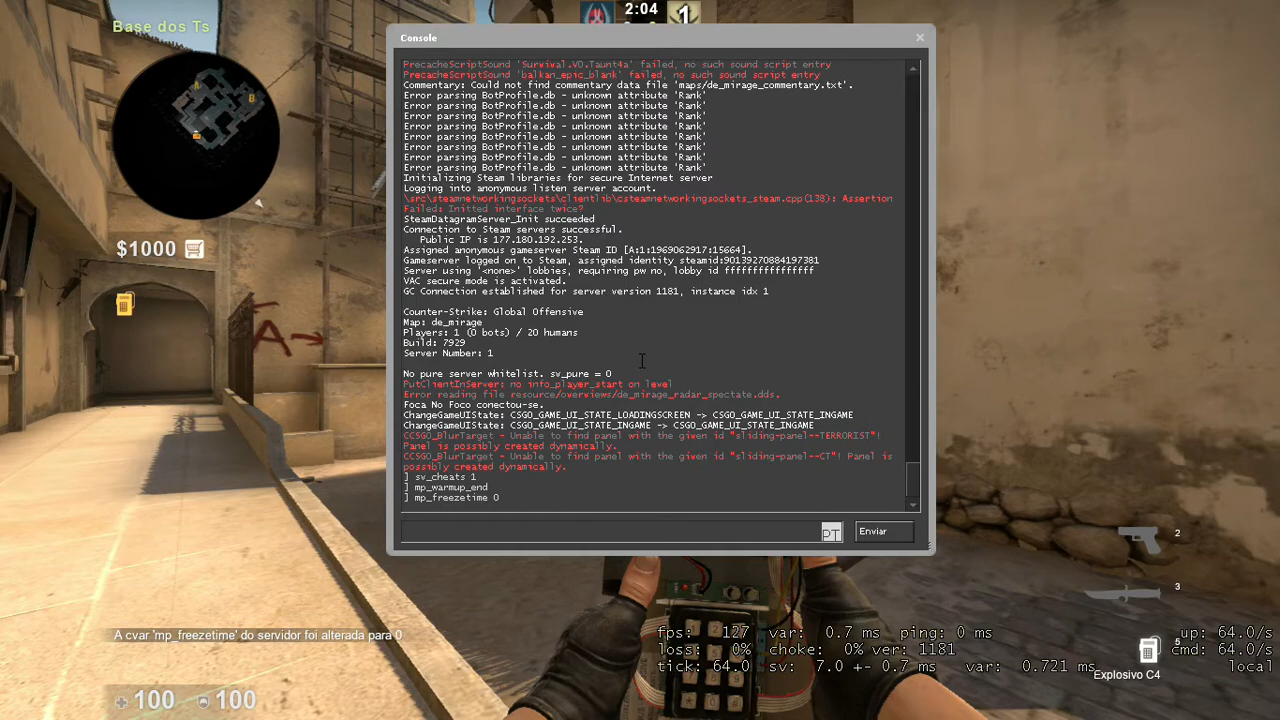 Base dos Ts
2:04
1
A
B
$1000
A
Console
PrecacheScriptSound 'Survival.VO.Taunt4a' failed, no such sound script entry
PrecacheScriptSound 'balkan_epic_blank' failed, no such sound script entry
Commentary: Could not find commentary data file 'maps/de_mirage_commentary.txt'.
Error parsing BotProfile.db - unknown attribute 'Rank'
Error parsing BotProfile.db - unknown attribute 'Rank'
Error parsing BotProfile.db - unknown attribute 'Rank'
Error parsing BotProfile.db - unknown attribute 'Rank'
Error parsing BotProfile.db - unknown attribute 'Rank'
Error parsing BotProfile.db - unknown attribute 'Rank'
Error parsing BotProfile.db - unknown attribute 'Rank'
Error parsing BotProfile.db - unknown attribute 'Rank'
Initializing Steam libraries for secure Internet server
Logging into anonymous listen server account.
\src\steamnetworkingsockets\clientlib\csteamnetworkingsockets_steam.cpp(138): Assertion
Failed: Initted interface twice?
SteamDatagramServer_Init succeeded
Connection to Steam servers successful.
Public IP is 177.180.192.253.
Assigned anonymous gameserver Steam ID [A:1:1969062917:15664].
Gameserver logged on to Steam, assigned identity steamid:90139270884197381
Server using '<none>' lobbies, requiring pw no, lobby id ffffffffffffffff
VAC secure mode is activated.
GC Connection established for server version 1181, instance idx 1
Counter-Strike: Global Offensive
Map: de_mirage
Players: 1 (0 bots) / 20 humans
Build: 7929
Server Number: 1
No pure server whitelist. sv_pure = 0
PutClientInServer: no info_player_start on level
Error reading file resource/overviews/de_mirage_radar_spectate.dds.
Foca No Foco conectou-se.
ChangeGameUIState: CSGO_GAME_UI_STATE_LOADINGSCREEN -> CSGO_GAME_UI_STATE_INGAME
ChangeGameUIState: CSGO_GAME_UI_STATE_INGAME -> CSGO_GAME_UI_STATE_INGAME
CCSGO_BlurTarget - Unable to find panel with the given id "sliding-panel--TERRORIST"!
Panel is possibly created dynamically.
CCSGO_BlurTarget - Unable to find panel with the given id "sliding-panel--CT"! Panel is
possibly created dynamically.
] sv_cheats 1
] mp_warmup_end
] mp_freezetime 0
PT
Enviar
2
3
5
Explosivo C4
A cvar 'mp_freezetime' do servidor foi alterada para 0
100
100
fps: 127 var: 0.7 ms ping: 0 ms
loss: 0% choke: 0% ver: 1181
tick: 64.0 sv: 7.0 +- 0.7 ms var: 0.721 ms
up: 64.0/s
cmd: 64.0/s
local